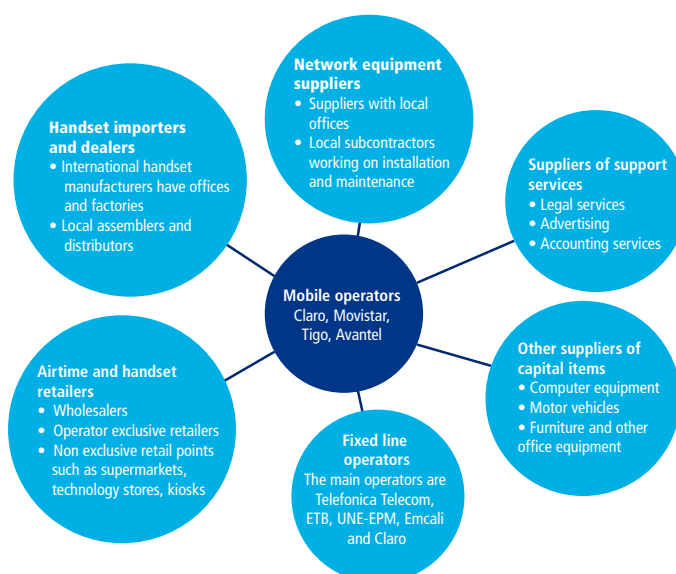 Network equipment
suppliers
• Suppliers with local
offices
• Local subcontractors
working on installation
and maintenance
Handset importers
and dealers
• International handset
manufacturers have offices
and factories
• Local assemblers and
distributors
Suppliers of support
services
• Legal services
• Advertising
• Accounting services
Mobile operators
Claro, Movistar,
Tigo, Avantel
Airtime and handset
retailers
• Wholesalers
• Operator exclusive retailers
• Non exclusive retail points
such as supermarkets,
technology stores, kiosks
Other suppliers of
capital items
• Computer equipment
• Motor vehicles
• Furniture and other
office equipment
Fixed line
operators
The main operators are
Telefonica Telecom,
ETB, UNE-EPM, Emcali
and Claro